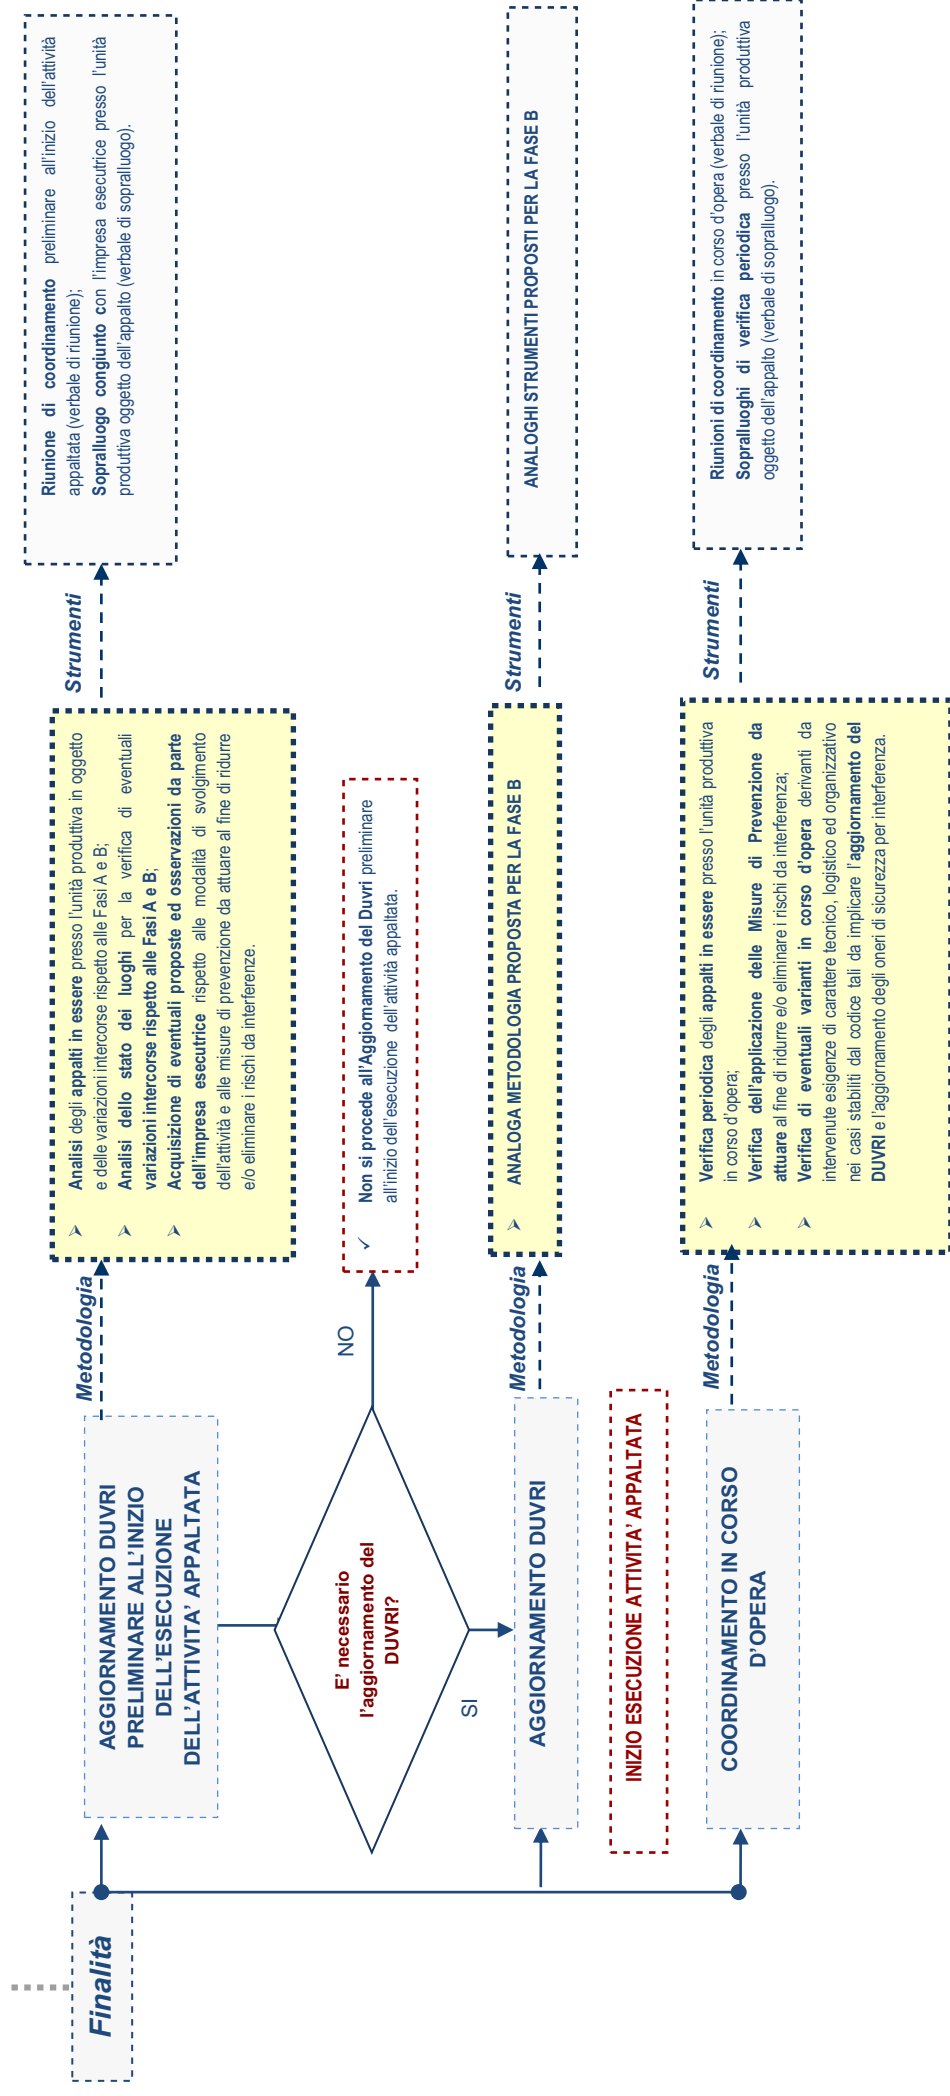 Finalità
AGGIORNAMENTO DUVRI
PRELIMINARE ALL'INIZIO
DELL'ESECUZIONE
DELL'ATTIVITA' APPALTATA
Metodologia
➢ Analisi degli appalti in essere presso l'unità produttiva in oggetto
e delle variazioni intercorse rispetto alle Fasi A e B;
➢ Analisi dello stato dei luoghi per la verifica di eventuali
variazioni intercorse rispetto alle Fasi A e B;
➢ Acquisizione di eventuali proposte ed osservazioni da parte
dell'impresa esecutrice rispetto alle modalità di svolgimento
dell'attività e alle misure di prevenzione da attuare al fine di ridurre
e/o eliminare i rischi da interferenze.
Strumenti
Riunione di coordinamento preliminare all'inizio dell'attività
appaltata (verbale di riunione);
Sopralluogo congiunto con l'impresa esecutrice presso l'unità
produttiva oggetto dell'appalto (verbale di sopralluogo).
E' necessario
l'aggiornamento del
DUVRI?
NO
✓ Non si procede all'Aggiornamento del Duvri preliminare
all'inizio dell'esecuzione dell'attività appaltata.
SI
AGGIORNAMENTO DUVRI
Metodologia
➢ ANALOGA METODOLOGIA PROPOSTA PER LA FASE B
Strumenti
ANALOGHI STRUMENTI PROPOSTI PER LA FASE B
INIZIO ESECUZIONE ATTIVITA' APPALTATA
COORDINAMENTO IN CORSO
D'OPERA
Metodologia
➢ Verifica periodica degli appalti in essere presso l'unità produttiva
in corso d'opera;
➢ Verifica dell'applicazione delle Misure di Prevenzione da
attuare al fine di ridurre e/o eliminare i rischi da interferenza;
➢ Verifica di eventuali varianti in corso d'opera derivanti da
intervenute esigenze di carattere tecnico, logistico ed organizzativo
nei casi stabiliti dal codice tali da implicare l'aggiornamento del
DUVRI e l'aggiornamento degli oneri di sicurezza per interferenza.
Strumenti
Riunioni di coordinamento in corso d'opera (verbale di riunione);
Sopralluoghi di verifica periodica presso l'unità produttiva
oggetto dell'appalto (verbale di sopralluogo).